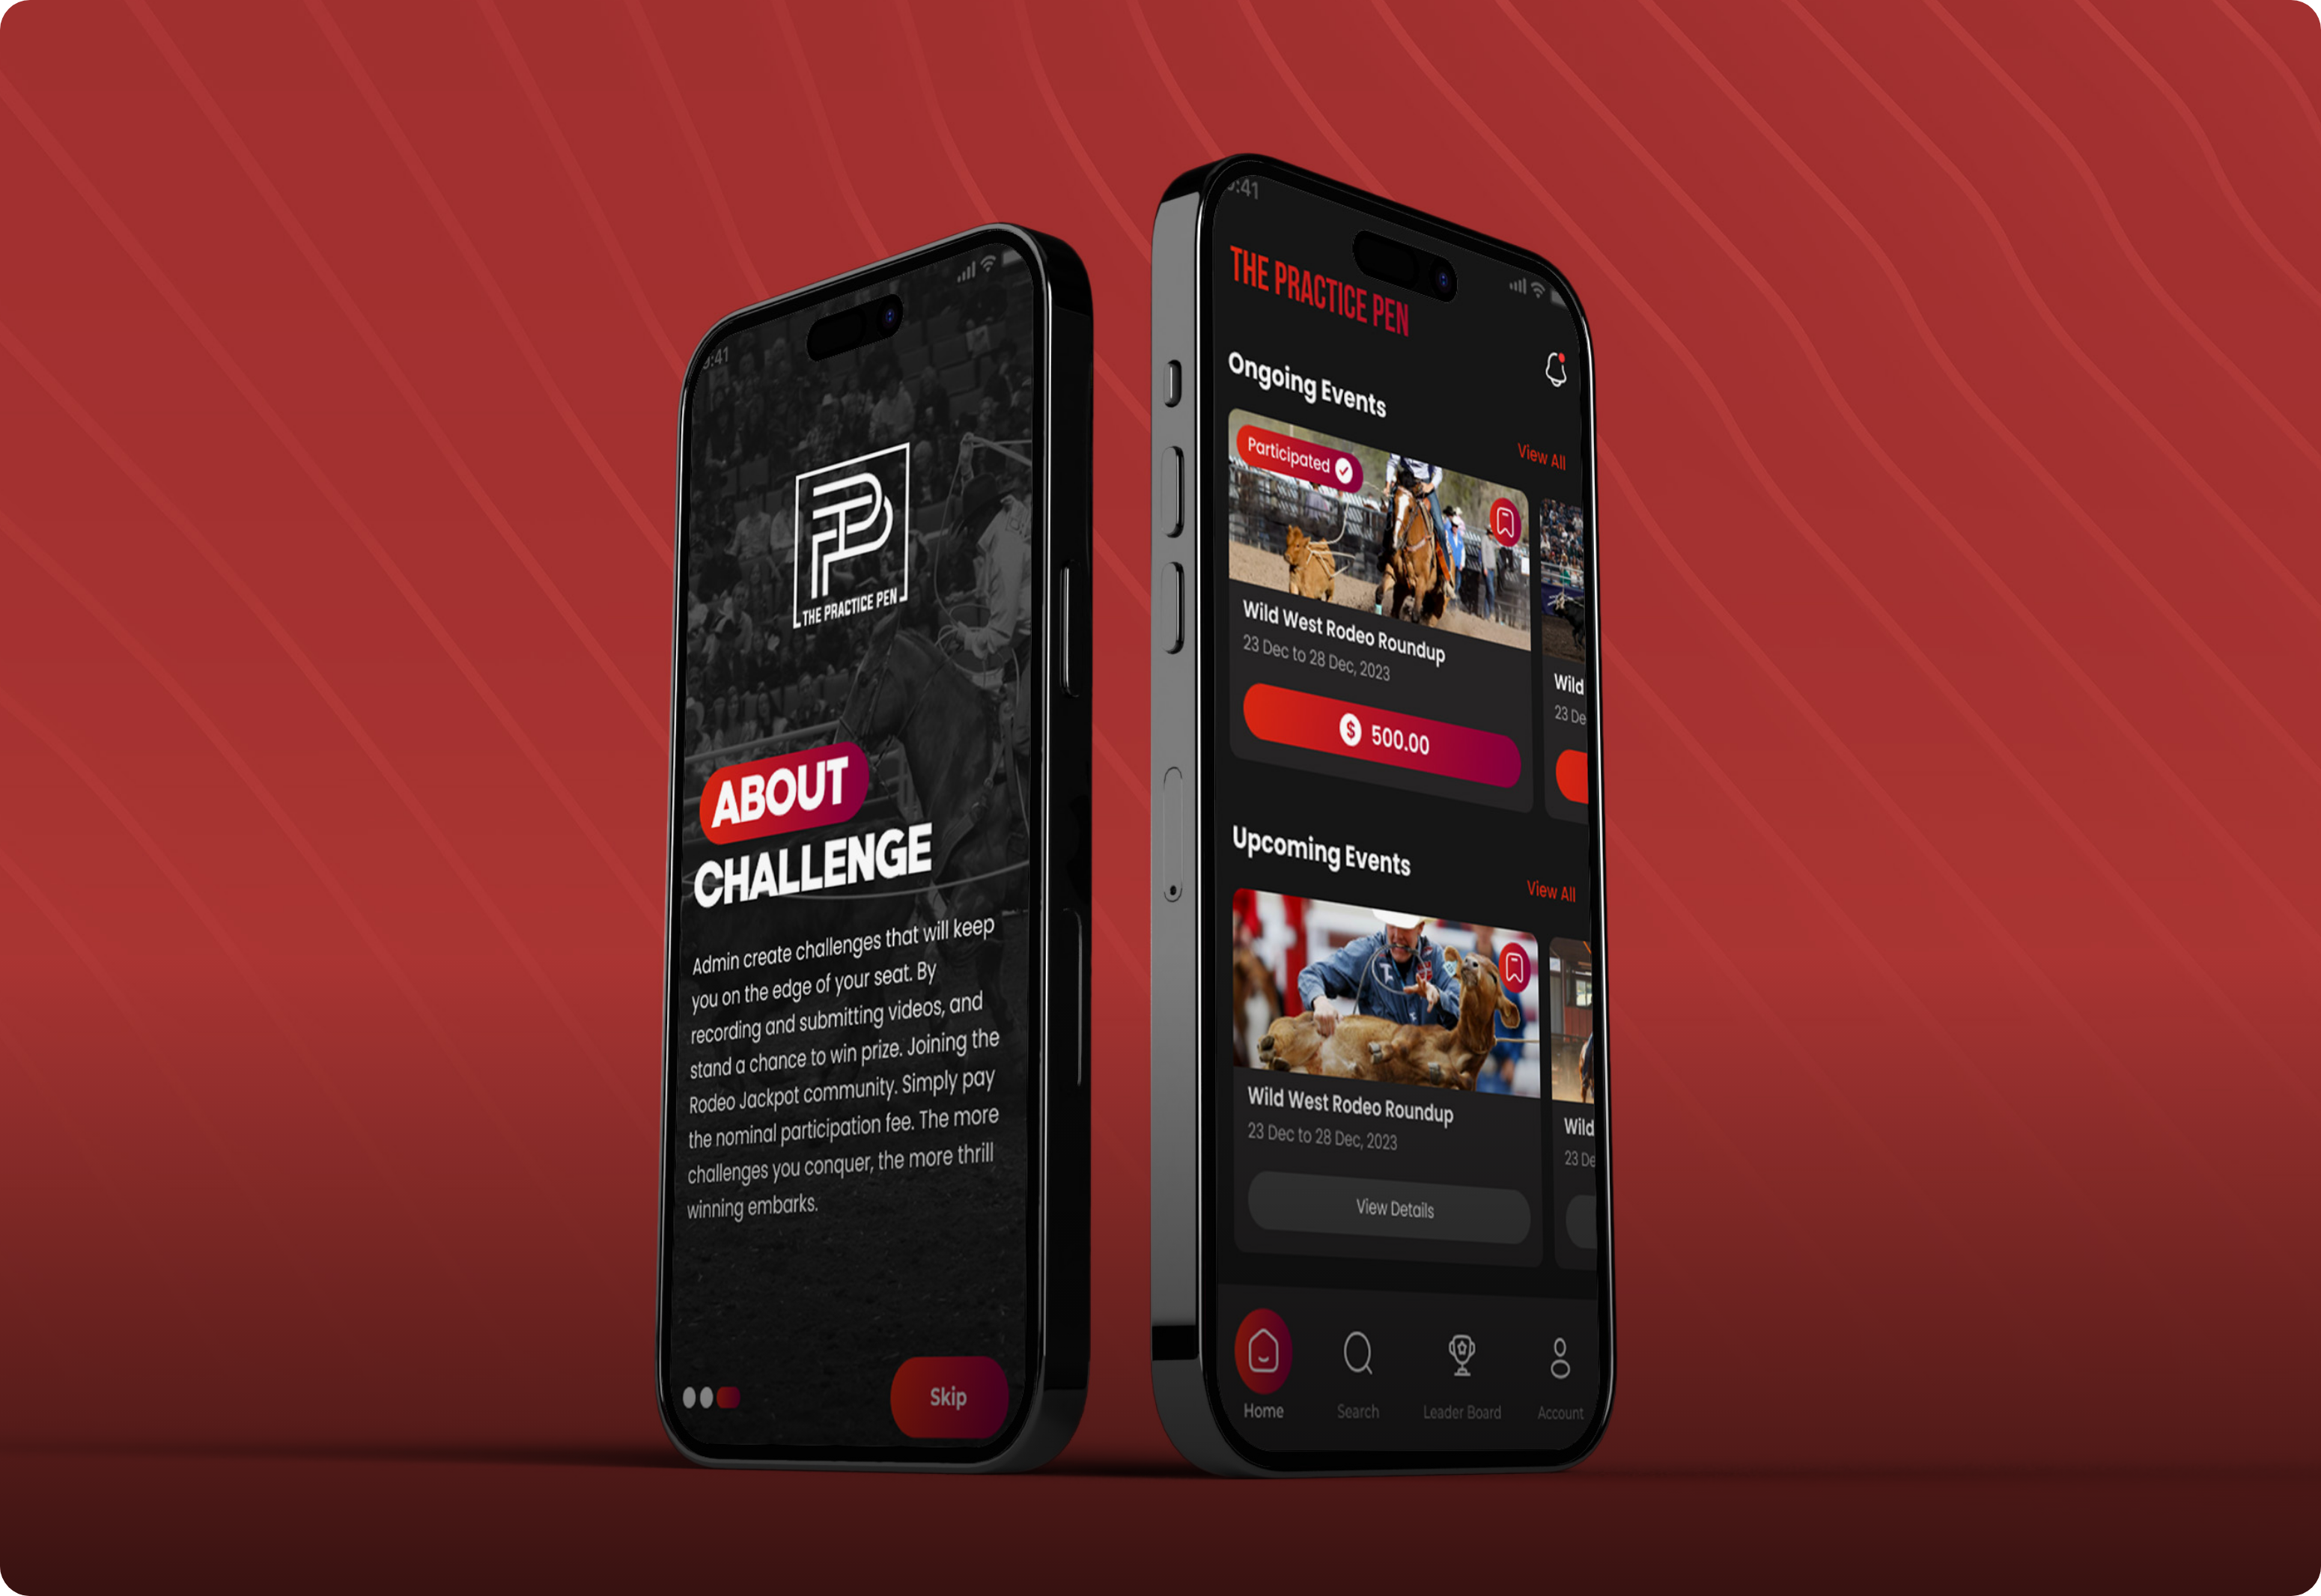 THE PRACTICE PEN
ABOUT
CHALLENGE
Admin create challenges that will keep
you on the edge of your seat. By
recording and submitting videos, and
stand a chance to win prize. Joining the
Rodeo Jackpot community. Simply pay
the nominal participation fee. The more
challenges you conquer, the more thrill
winning embarks.
Skip
:41
THE PRACTICE PEN
Ongoing Events
View All
Participated
Wild West Rodeo Roundup
23 Dec to 28 Dec, 2023
$ 500.00
Wild
23 De
Upcoming Events
View All
Wild West Rodeo Roundup
23 Dec to 28 Dec, 2023
View Details
Wild
23 De
Home
Search
Leader Board
Account